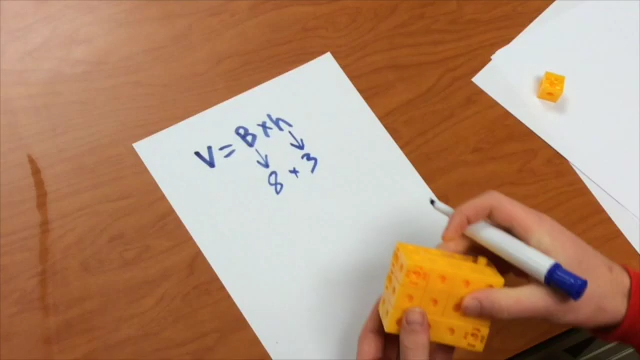 V = B × h
↓ ↓
8 × 3